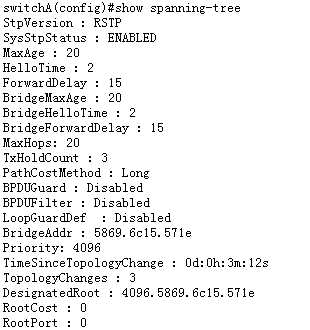 switchA(config)#show spanning-tree
StpVersion : RSTP
SysStpStatus : ENABLED
MaxAge : 20
HelloTime : 2
ForwardDelay : 15
BridgeMaxAge : 20
BridgeHelloTime : 2
BridgeForwardDelay : 15
MaxHops: 20
TxHoldCount : 3
PathCostMethod : Long
BPDUGuard : Disabled
BPDUFilter : Disabled
LoopGuardDef  : Disabled
BridgeAddr : 5869.6c15.571e
Priority: 4096
TimeSinceTopologyChange : 0d:0h:3m:12s
TopologyChanges : 3
DesignatedRoot : 4096.5869.6c15.571e
RootCost : 0
RootPort : 0